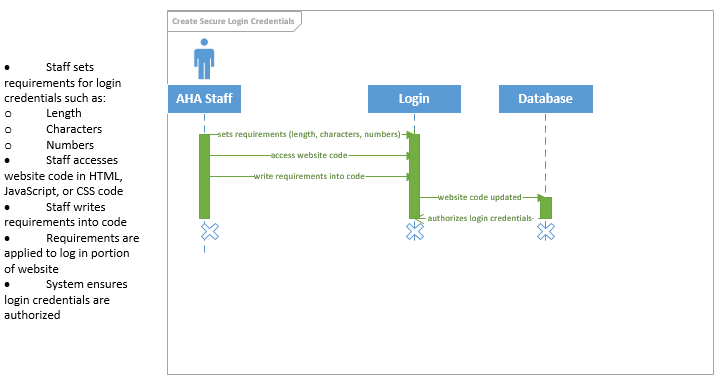 Create Secure Login Credentials
• Staff sets
requirements for login
credentials such as:
o Length
o Characters
o Numbers
• Staff accesses
website code in HTML,
JavaScript, or CSS code
• Staff writes
requirements into code
• Requirements are
applied to log in portion
of website
• System ensures
login credentials are
authorized
AHA Staff
Login
Database
sets requirements (length, characters, numbers)
access website code
write requirements into code
website code updated
authorizes login credentials